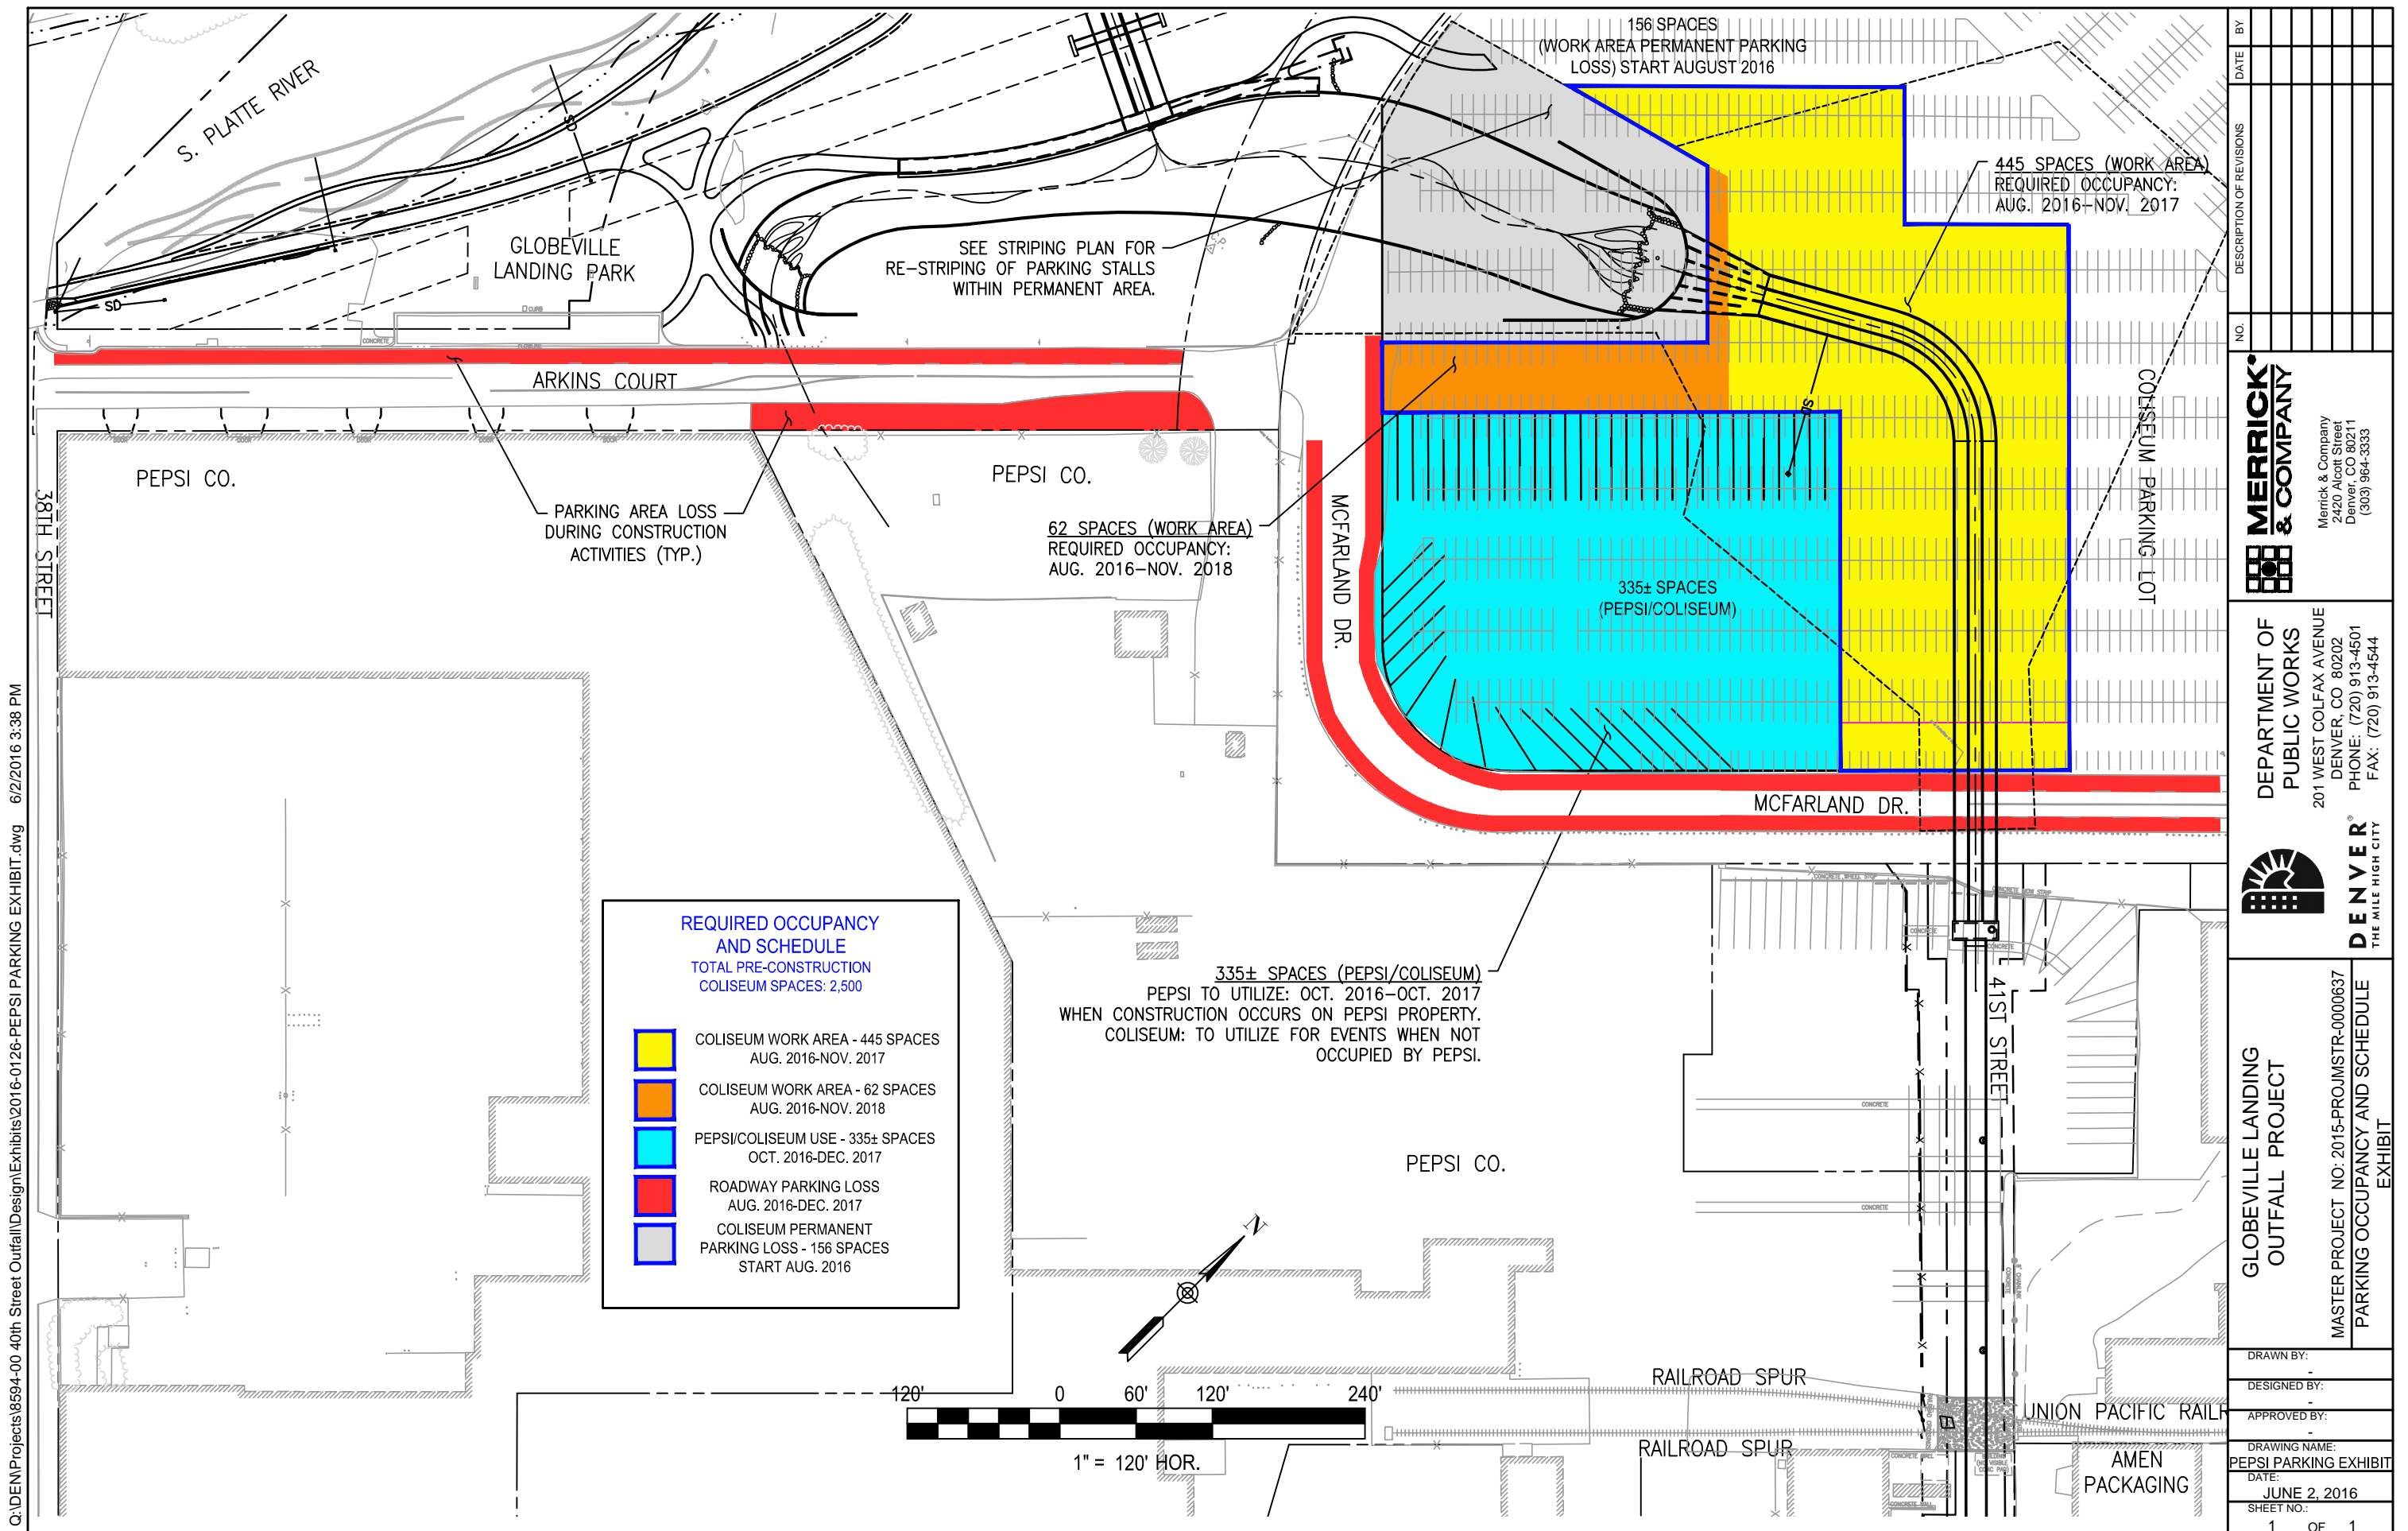 S. PLATTE RIVER
SD
GLOBEVILLE
LANDING PARK
SD
CONCRETE
156 SPACES
(WORK AREA PERMANENT PARKING
LOSS) START AUGUST 2016
445 SPACES (WORK AREA)
REQUIRED OCCUPANCY:
AUG. 2016-NOV. 2017
SEE STRIPING PLAN FOR
RE-STRIPING OF PARKING STALLS
WITHIN PERMANENT AREA.
ARKINS COURT
SD
COLISEUM PARKING LOT
PEPSI CO.
PEPSI CO.
38TH STREET
PARKING AREA LOSS
DURING CONSTRUCTION
ACTIVITIES (TYP.)
62 SPACES (WORK AREA)
REQUIRED OCCUPANCY:
AUG. 2016-NOV. 2018
MCFARLAND DR.
335± SPACES
(PEPSI/COLISEUM)
MCFARLAND DR.
REQUIRED OCCUPANCY
AND SCHEDULE
TOTAL PRE-CONSTRUCTION
COLISEUM SPACES: 2,500
COLISEUM WORK AREA - 445 SPACES
AUG. 2016-NOV. 2017
COLISEUM WORK AREA - 62 SPACES
AUG. 2016-NOV. 2018
PEPSI/COLISEUM USE - 335± SPACES
OCT. 2016-DEC. 2017
ROADWAY PARKING LOSS
AUG. 2016-DEC. 2017
COLISEUM PERMANENT
PARKING LOSS - 156 SPACES
START AUG. 2016
335± SPACES (PEPSI/COLISEUM)
PEPSI TO UTILIZE: OCT. 2016-OCT. 2017
WHEN CONSTRUCTION OCCURS ON PEPSI PROPERTY.
COLISEUM: TO UTILIZE FOR EVENTS WHEN NOT
OCCUPIED BY PEPSI.
CONCRETE WHEEL STOP
CONCRETE
CONCRETE
41ST STREET
CONCRETE
CONCRETE
PEPSI CO.
N
120' 0 60' 120' 240'
1" = 120' HOR.
RAILROAD SPUR
RAILROAD SPUR
UNION PACIFIC RAILR
AMEN
PACKAGING
Q:\DEN\Projects\8594-00 40th Street Outfall\Design\Exhibits\2016-0126-PEPSI PARKING EXHIBIT.dwg 6/2/2016 3:38 PM
NO. DESCRIPTION OF REVISIONS DATE BY
MERRICK®
& COMPANY
Merrick & Company
2420 Alcott Street
Denver, CO 80211
(303) 964-3333
DEPARTMENT OF
PUBLIC WORKS
201 WEST COLFAX AVENUE
DENVER, CO 80202
PHONE: (720) 913-4501
FAX: (720) 913-4544
DENVER®
THE MILE HIGH CITY
GLOBEVILLE LANDING
OUTFALL PROJECT
MASTER PROJECT NO: 2015-PROJMSTR-0000637
PARKING OCCUPANCY AND SCHEDULE
EXHIBIT
DRAWN BY:
-
DESIGNED BY:
-
APPROVED BY:
-
DRAWING NAME:
PEPSI PARKING EXHIBIT
DATE:
JUNE 2, 2016
SHEET NO.:
1 OF 1